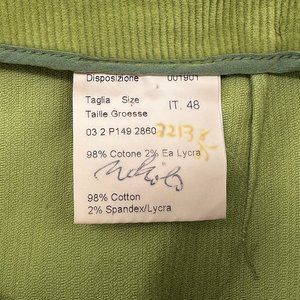 Disposizione 001901
Taglia Size IT. 48
Taille Groesse
03 2 P149 2860
98% Cotone 2% Ea Lycra
98% Cotton
2% Spandex/Lycra